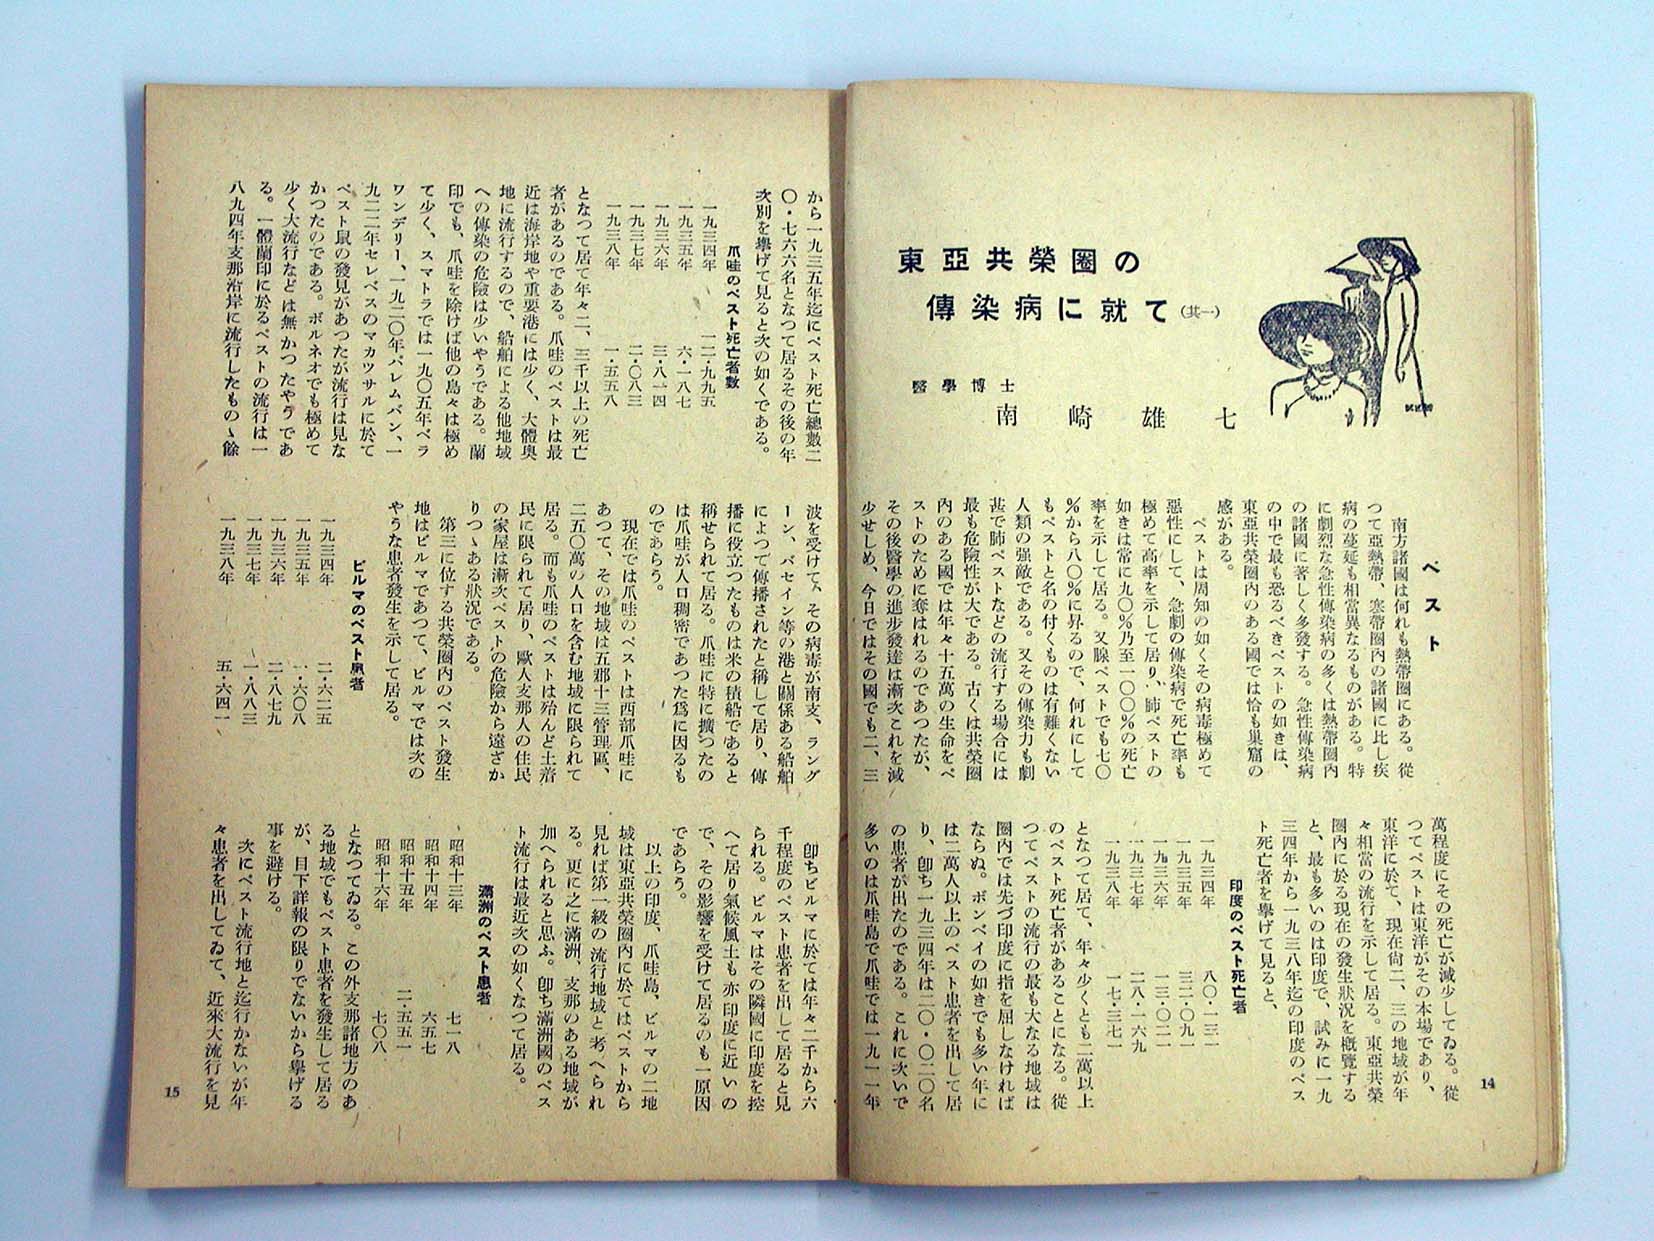 東亞共榮圈の
傳染病に就て（其一）
醫學博士
南崎雄七
ペスト
南方諸國は何れも熱帶圈にある。從
つて亞熱帶、寒帶圈內の諸國に比し疾
病の蔓延も相當異なるものがある。特
に劇烈な急性傳染病の多くは熱帶圈內
の諸國に著しく多發する。急性傳染病
の中で最も恐るべきペストの如きは、
東亞共榮圈內のある國では恰も巢窟の
感がある。
ペストは周知の如くその病毒極めて
惡性にして、急劇の傳染病で死亡率も
極めて高率を示して居り、肺ペストの
如きは常に九〇％乃至一〇〇％の死亡
率を示して居る。又腺ペストでも七〇
％から八〇％に昇るので、何れにして
もペストと名の付くものは有難くない
人類の強敵である。又その傳染力も劇
甚で肺ペストなどの流行する場合には
最も危險性が大である。古くは共榮圈
內のある國では年々十五萬の生命をペ
ストのために奪はれるのであつたが、
その後醫學の進步發達は漸次これを減
少せしめ、今日ではその國でも二、三
萬程度にその死亡が減少してゐる。從
つてペストは東洋がその本場であり、
東洋に於て、現在尙二、三の地域が年
々相當の流行を示して居る。東亞共榮
圈內に於る現在の發生狀況を槪覽する
と、最も多いのは印度で、試みに一九
三四年から一九三八年迄の印度のペス
ト死亡者を擧げて見ると、
印度のペスト死亡者
一九三四年　八〇・一三一
一九三五年　三二・〇九一
一九三六年　一三・〇二一
一九三七年　二八・一六九
一九三八年　一七・三七一
となつて居て、年々少くとも二萬以上
のペスト死亡者があることになる。從
つてペストの流行の最も大なる地域は
圈內では先づ印度に指を屈しなければ
ならぬ。ボンベイの如きでも多い年に
は二萬人以上のペスト患者を出して居
り、卽ち一九三四年は二〇・〇二〇名
の患者が出たのである。これに次いで
多いのは爪哇島で爪哇では一九一一年
14
から一九三五年迄にペスト死亡總數二
〇・七六六名となつて居るその後の年
次別を擧げて見ると次の如くである。
爪哇のペスト死亡者數
一九三四年　一二・九九五
一九三五年　六・一八七
一九三六年　三・八一四
一九三七年　二・〇八三
一九三八年　一・五五八
となつて居て年々二、三千以上の死亡
者があるのである。爪哇のペストは最
近は海岸地や重要港には少く、大體奧
地に流行するので、船舶による他地域
への傳染の危險は少いやうである。蘭
印でも、爪哇を除けば他の島々は極め
て少く、スマトラでは一九〇五年ベラ
ワンデリー、一九二〇年パレムバン、一
九二二年セレベスのマカツサルに於て
ペスト鼠の發見があつたが流行は見な
かつたのである。ボルネオでも極めて
少く大流行などは無かつたやうであ
る。一體蘭印に於るペストの流行は一
八九四年支那沿岸に流行したものゝ餘
波を受けて、その病毒が南支、ラング
ーン、バセイン等の港と關係ある船舶
によつて傳播されたと稱して居り、傳
播に役立つたものは米の積船であると
稱せられて居る。爪哇に特に擴つたの
は爪哇が人口稠密であつた爲に因るも
のであらう。
現在では爪哇のペストは西部爪哇に
あつて、その地域は五那十三管理區、
二五〇萬の人口を含む地域に限られて
居る。而も爪哇のペストは殆んど土着
民に限られて居り、歐人支那人の住民
の家屋は漸次ペストの危險から遠ざか
りつゝある狀況である。
第三に位する共榮圈內のペスト發生
地はビルマであつて、ビルマでは次の
やうな患者發生を示して居る。
ビルマのペスト患者
一九三四年　二・六二五
一九三五年　一・六〇八
一九三六年　二・八七九
一九三七年　一・八八三
一九三八年　五・六四一
卽ちビルマに於ては年々二千から六
千程度のペスト患者を出して居ると見
られる。ビルマはその隣國に印度を控
へて居り氣候風土も亦印度に近いの
で、その影響を受けて居るのも一原因
であらう。
以上の印度、爪哇島、ビルマの二地
域は東亞共榮圈內に於てはペストから
見れば第一級の流行地域と考へられ
る。更に之に滿洲、支那のある地域が
加へられると思ふ。卽ち滿洲國のペス
ト流行は最近次の如くなつて居る。
滿洲のペスト患者
昭和十三年　七一八
昭和十四年　六五七
昭和十五年　二・五五一
昭和十六年　七〇八
となつてゐる。この外支那諸地方のあ
る地域でもペスト患者を發生して居る
が、目下詳報の限りでないから擧げる
事を避ける。
次にペスト流行地と迄行かないが年
々患者を出してゐて、近來大流行を見
15